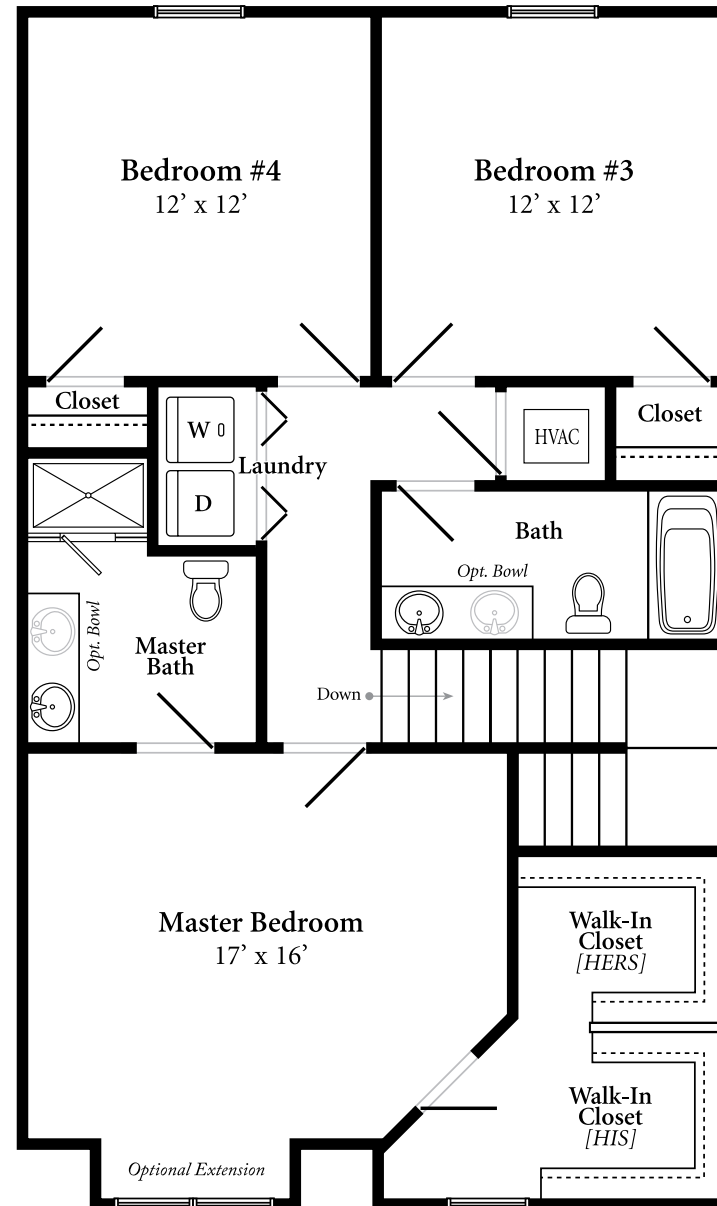 Bedroom #4
12’ x 12’
Bedroom #3
12’ x 12’
Closet
W
HVAC
Closet
Laundry
D
Bath
Opt. Bowl
Opt. Bowl
Master
Bath
Down
Master Bedroom
17’ x 16’
Walk-In
Closet
[HERS]
Walk-In
Closet
[HIS]
Optional Extension